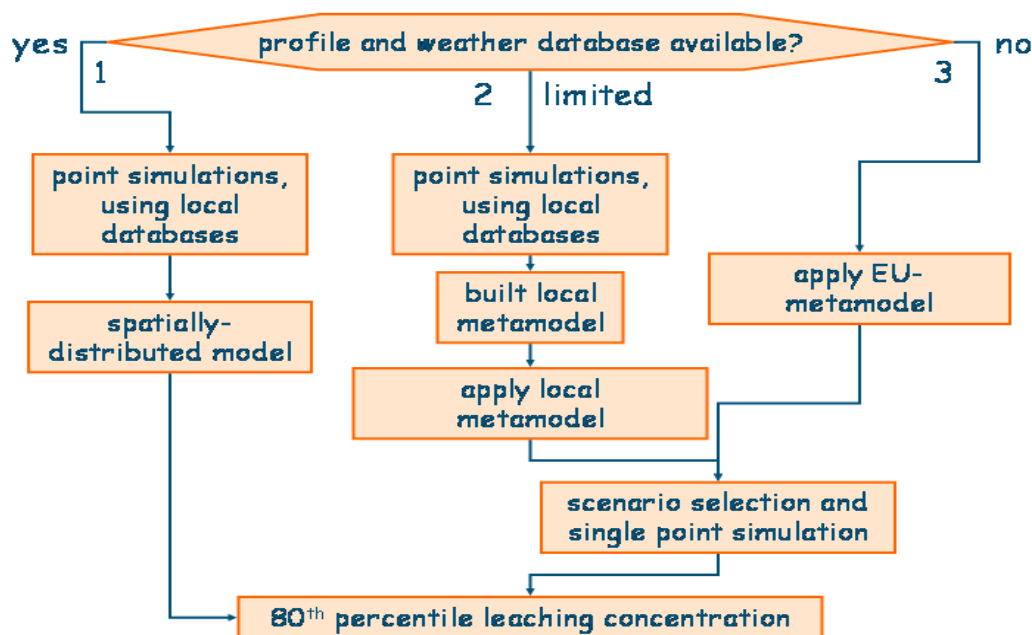 yes
profile and weather database available?
no
1
2
limited
3
point simulations,
using local
databases
point simulations,
using local
databases
apply EU-
metamodel
built local
metamodel
spatially-
distributed model
apply local
metamodel
scenario selection and
single point simulation
80th percentile leaching concentration